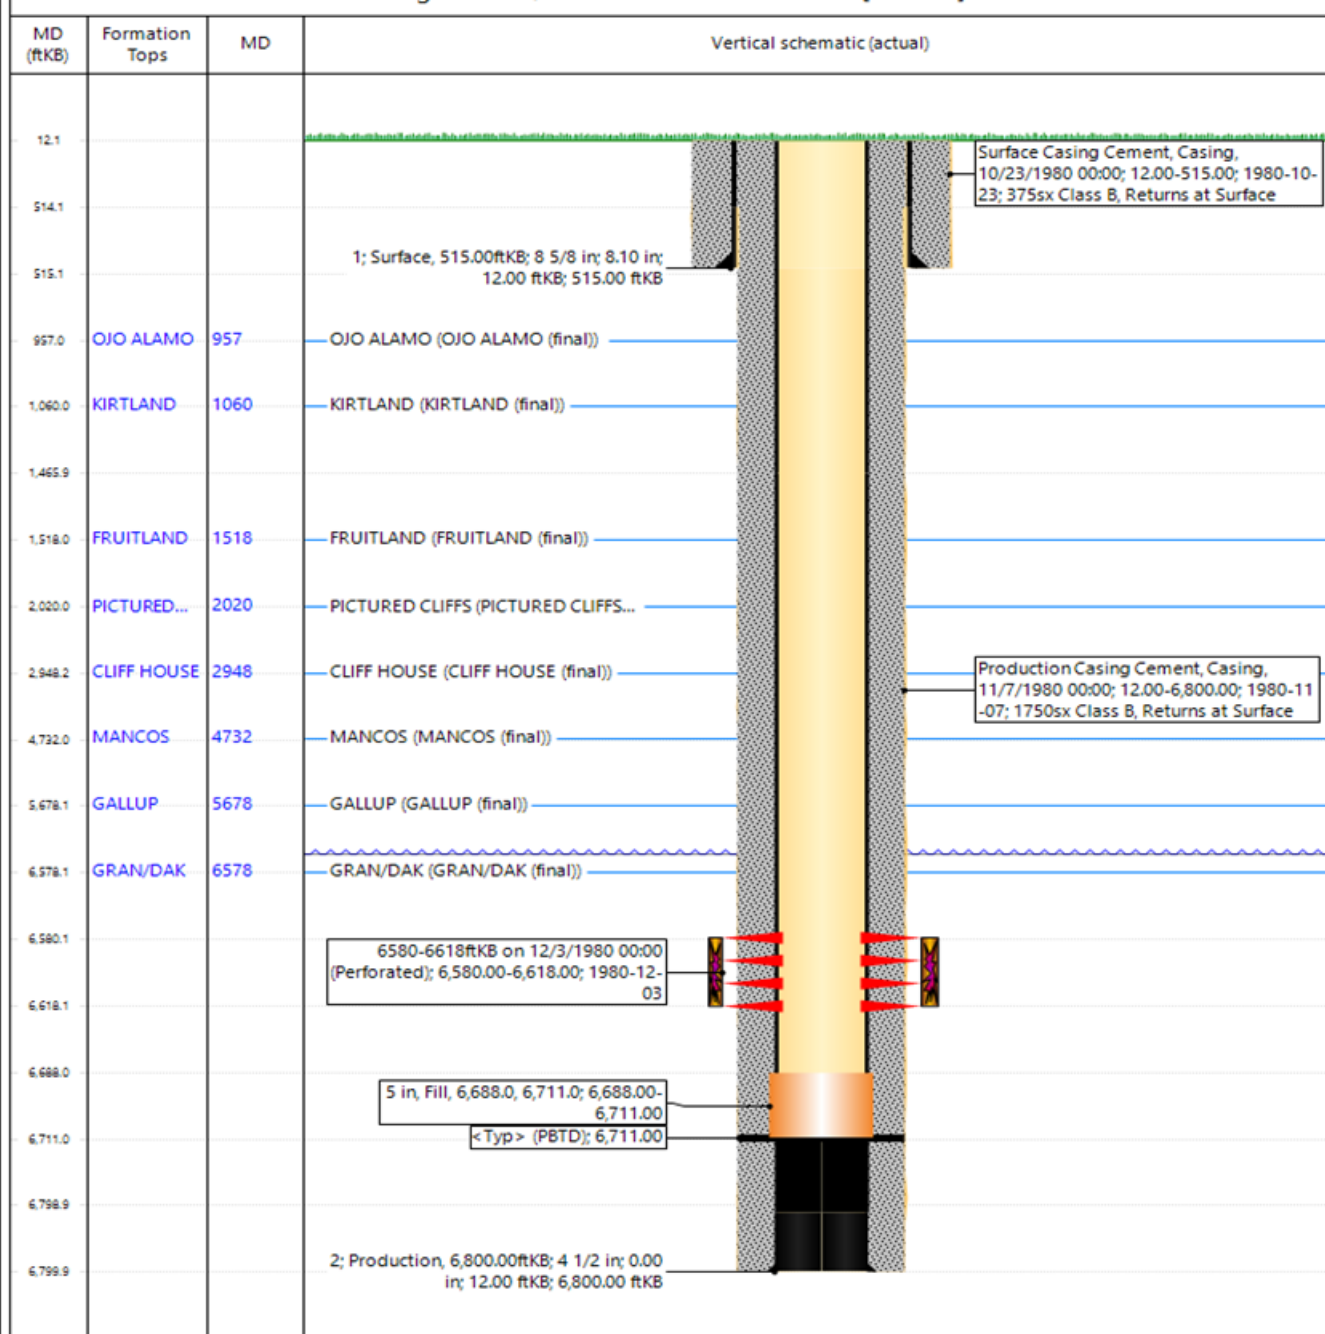 MD
(ftKB)
Formation
Tops
MD
Vertical schematic (actual)
12.1
Surface Casing Cement, Casing,
10/23/1980 00:00; 12.00-515.00; 1980-10-
23; 375sx Class B, Returns at Surface
514.1
1; Surface, 515.00ftKB; 8 5/8 in; 8.10 in;
12.00 ftKB; 515.00 ftKB
515.1
957.0 OJO ALAMO 957 OJO ALAMO (OJO ALAMO (final))
1,060.0 KIRTLAND 1060 KIRTLAND (KIRTLAND (final))
1,465.9
1,518.0 FRUITLAND 1518 FRUITLAND (FRUITLAND (final))
2,020.0 PICTURED... 2020 PICTURED CLIFFS (PICTURED CLIFFS...
2,948.2 CLIFF HOUSE 2948 CLIFF HOUSE (CLIFF HOUSE (final))
Production Casing Cement, Casing,
11/7/1980 00:00; 12.00-6,800.00; 1980-11
-07; 1750sx Class B, Returns at Surface
4,732.0 MANCOS 4732 MANCOS (MANCOS (final))
5,678.1 GALLUP 5678 GALLUP (GALLUP (final))
6,578.1 GRAN/DAK 6578 GRAN/DAK (GRAN/DAK (final))
6,580.1
6580-6618ftKB on 12/3/1980 00:00
(Perforated); 6,580.00-6,618.00; 1980-12-
03
6,618.1
6,688.0
5 in, Fill, 6,688.0, 6,711.0; 6,688.00-
6,711.00
<Typ> (PBTD); 6,711.00
6,711.0
6,798.9
2; Production, 6,800.00ftKB; 4 1/2 in; 0.00
in; 12.00 ftKB; 6,800.00 ftKB
6,799.9